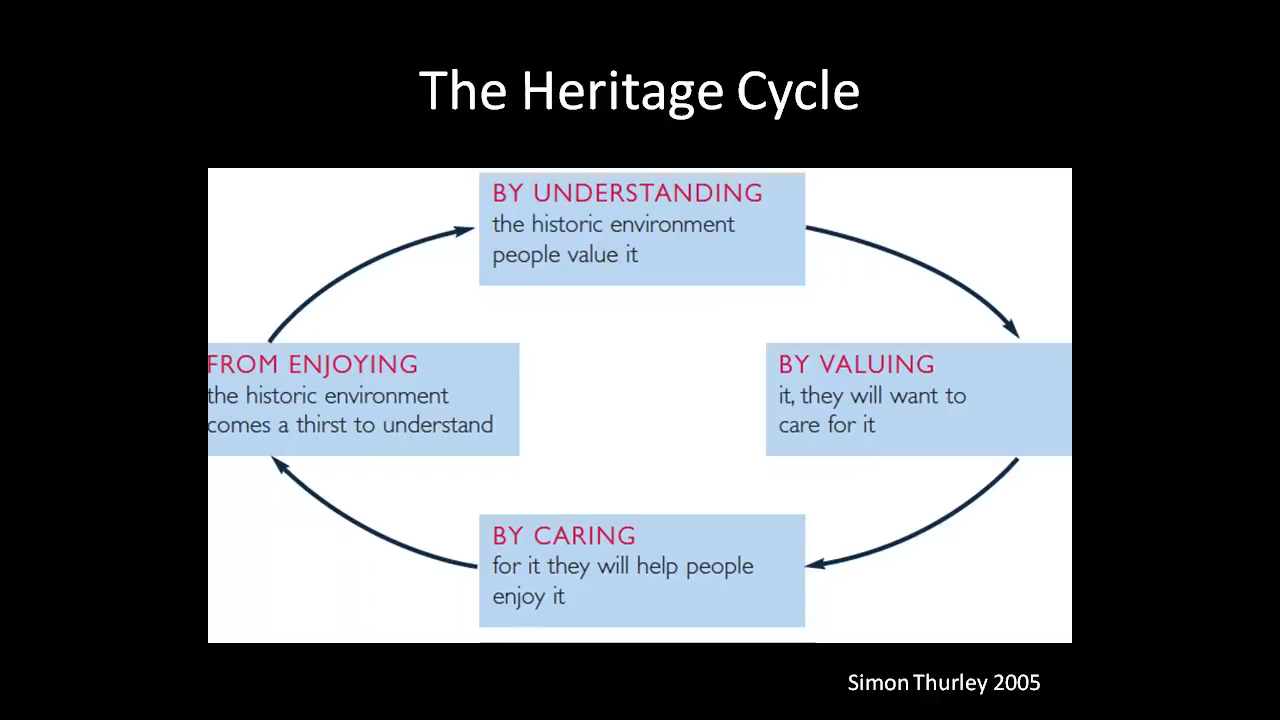 The Heritage Cycle
BY UNDERSTANDING
the historic environment
people value it
FROM ENJOYING
the historic environment
comes a thirst to understand
BY VALUING
it, they will want to
care for it
BY CARING
for it they will help people
enjoy it
Simon Thurley 2005